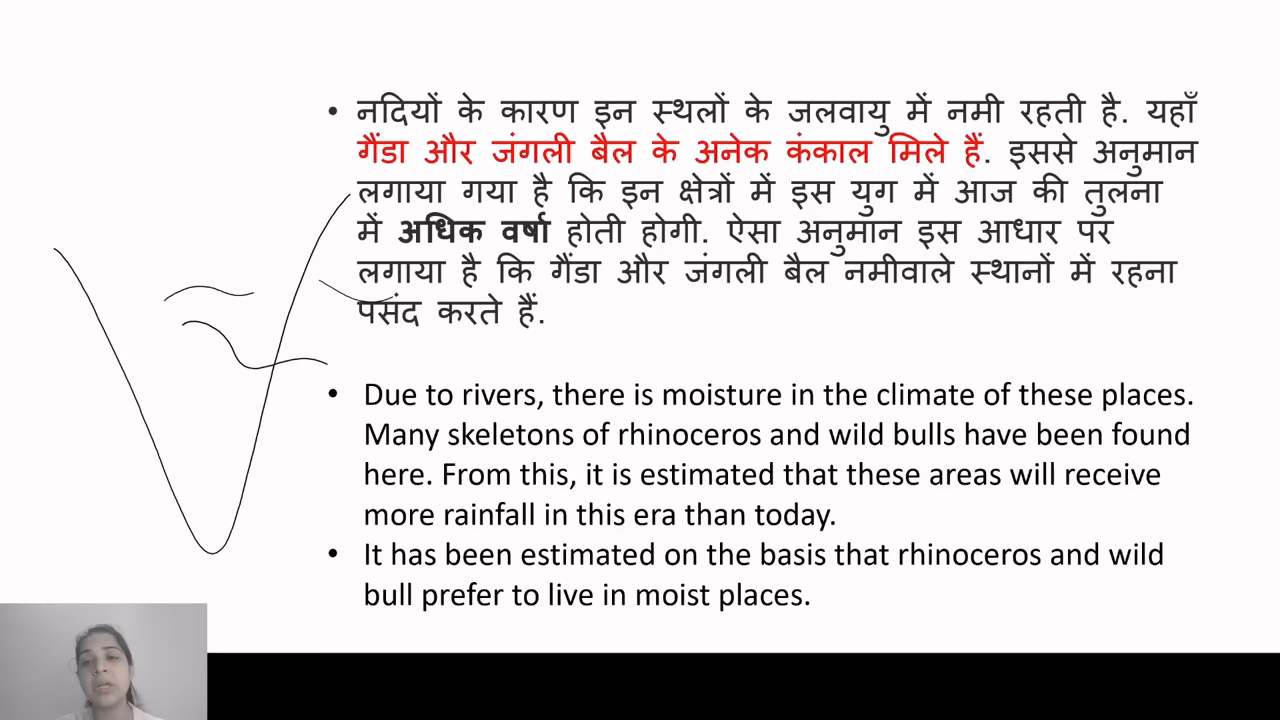 • नदियों के कारण इन स्थलों के जलवायु में नमी रहती है. यहाँ
गैंडा और जंगली बैल के अनेक कंकाल मिले हैं. इससे अनुमान
लगाया गया है कि इन क्षेत्रों में इस युग में आज की तुलना
में अधिक वर्षा होती होगी. ऐसा अनुमान इस आधार पर
लगाया है कि गैंडा और जंगली बैल नमीवाले स्थानों में रहना
पसंद करते हैं.
• Due to rivers, there is moisture in the climate of these places.
Many skeletons of rhinoceros and wild bulls have been found
here. From this, it is estimated that these areas will receive
more rainfall in this era than today.
• It has been estimated on the basis that rhinoceros and wild
bull prefer to live in moist places.